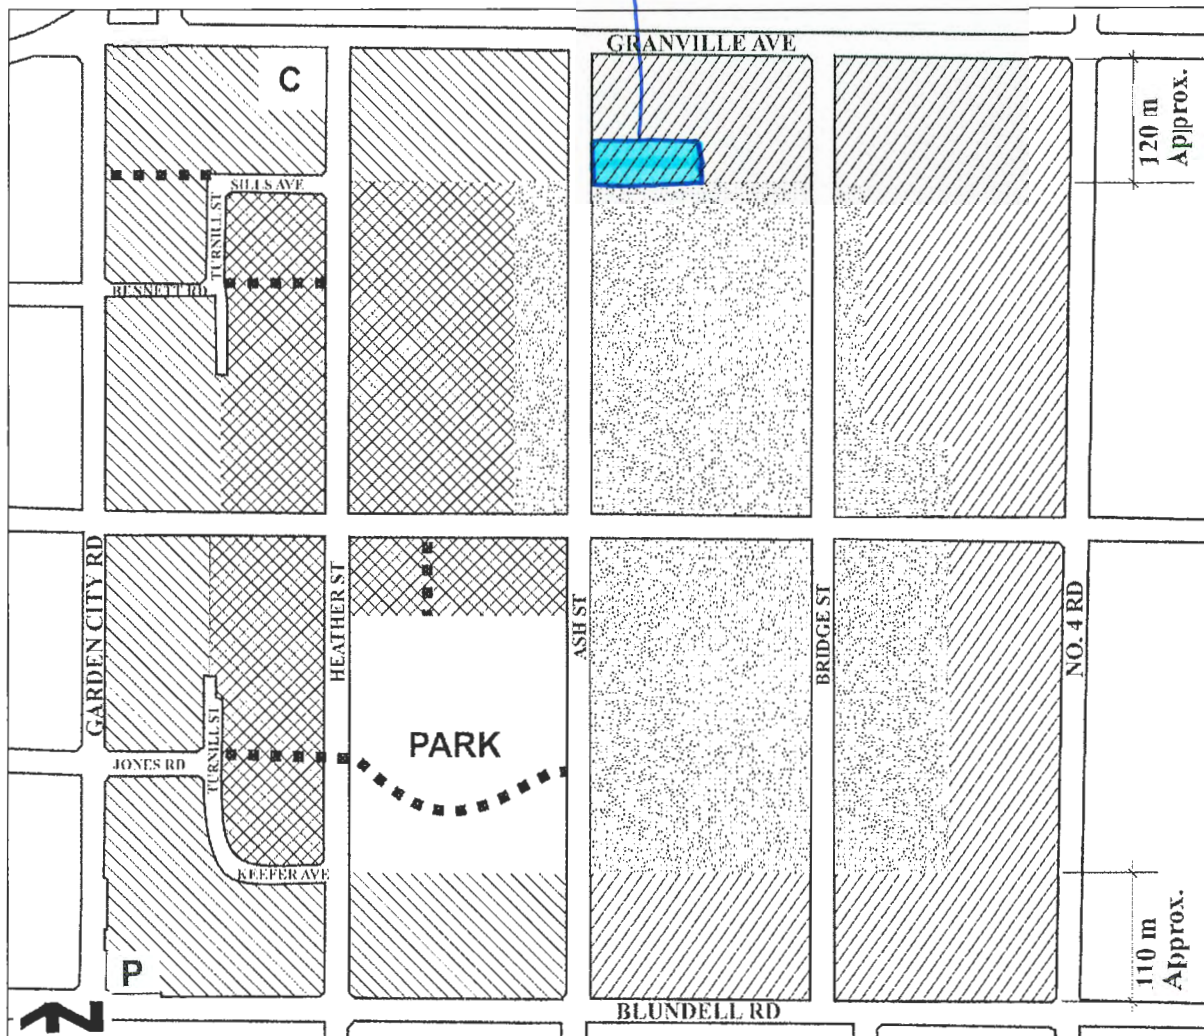 GRANVILLE AVE
C
120 m
Approx.
SILLS AVE
TURNILL ST
BENNETT RD
GARDEN CITY RD
HEATHER ST
ASH ST
BRIDGE ST
NO. 4 RD
PARK
JONES RD
TURNILL ST
KEEFER AVE
110 m
Approx.
P
BLUNDELL RD
N